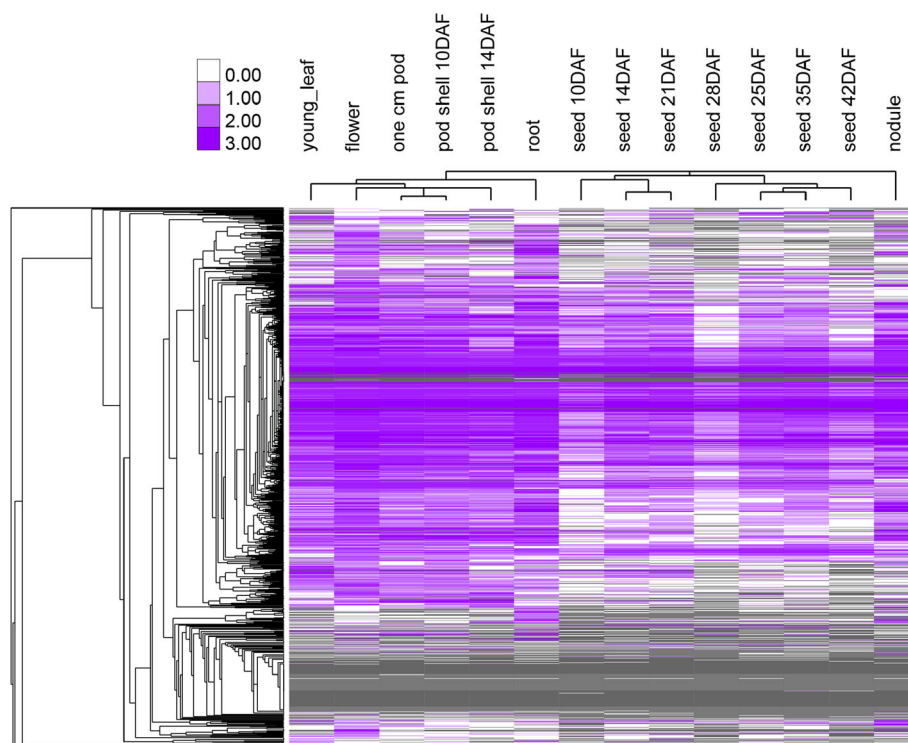 0.00
1.00
2.00
3.00
young_leaf
flower
one cm pod
pod shell 10DAF
pod shell 14DAF
root
seed 10DAF
seed 14DAF
seed 21DAF
seed 28DAF
seed 25DAF
seed 35DAF
seed 42DAF
nodule